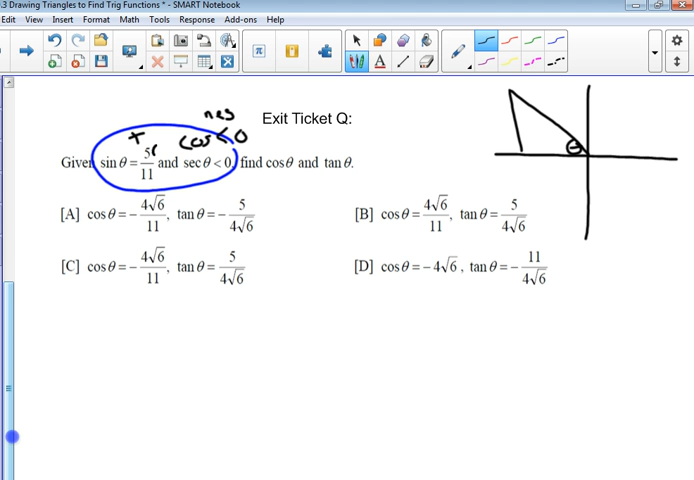 .3 Drawing Triangles to Find Trig Functions * - SMART Notebook
Edit View Insert Format Math Tools Response Add-ons Help
A
π
neg
Exit Ticket Q:
+ cos < 0
Given sin θ = 5/11 and sec θ < 0, find cos θ and tan θ.
[A] cos θ = - 4√6/11, tan θ = - 5/4√6
[B] cos θ = 4√6/11, tan θ = 5/4√6
[C] cos θ = - 4√6/11, tan θ = 5/4√6
[D] cos θ = - 4√6, tan θ = - 11/4√6
θ